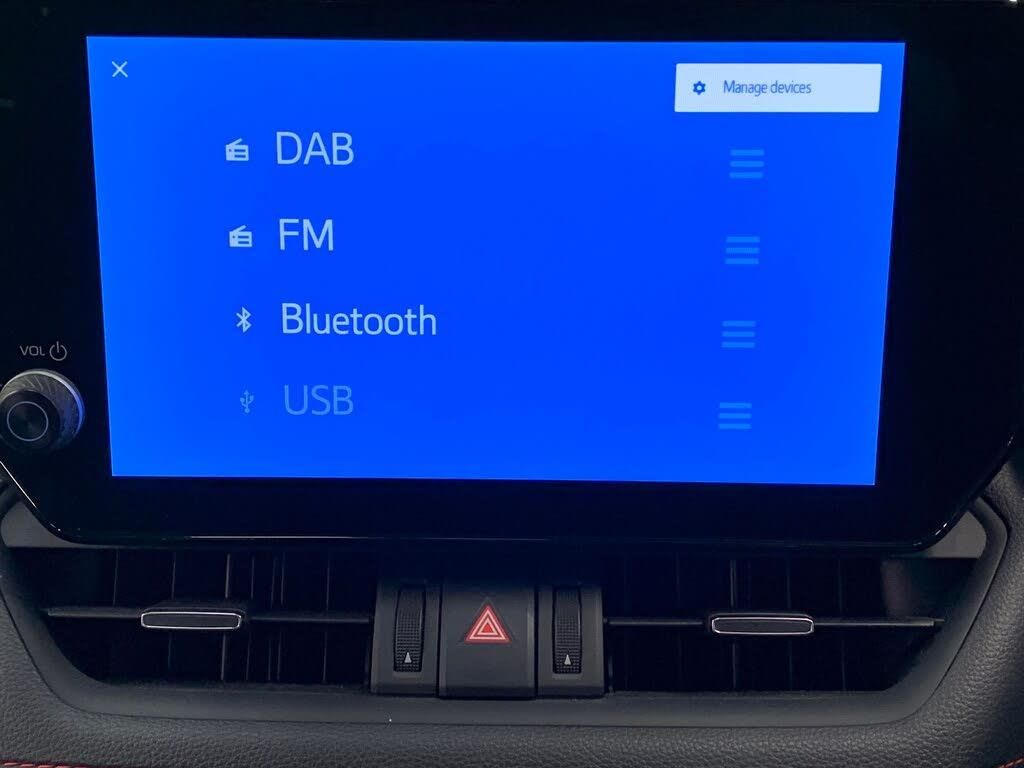 Manage devices
DAB
FM
Bluetooth
USB
VOL